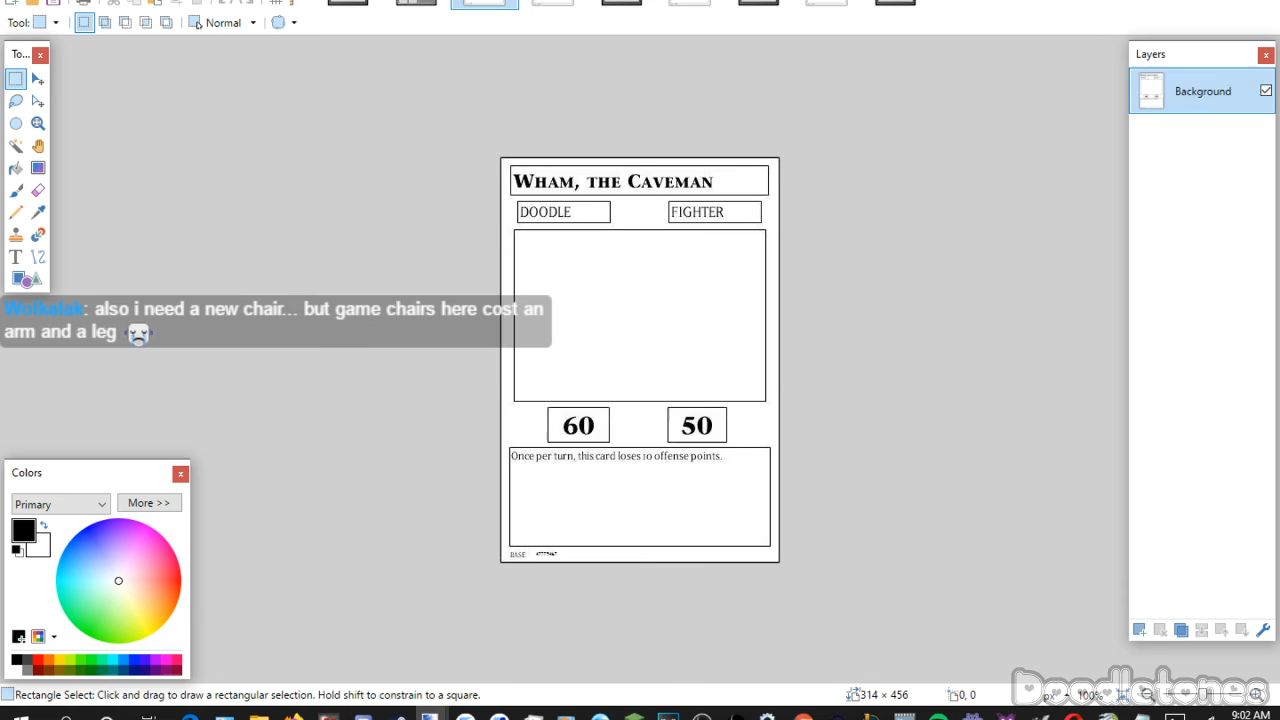 Tool:
Normal
To...
Layers
Background
WHAM, THE CAVEMAN
DOODLE
FIGHTER
Wolkalak: also i need a new chair... but game chairs here cost an
arm and a leg
60
50
Once per turn, this card loses 10 offense points.
BASE
Colors
Primary
More >>
Rectangle Select: Click and drag to draw a rectangular selection. Hold shift to constrain to a square.
314 × 456
0, 0
px
100%
Doodletones
9:02 AM